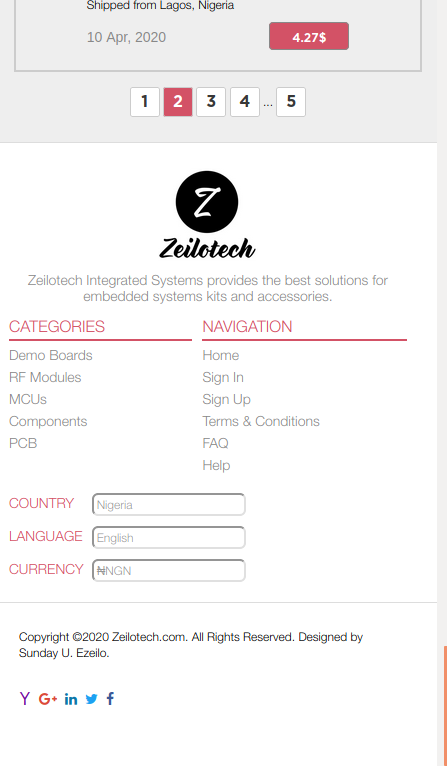 Shipped from Lagos, Nigeria
10 Apr, 2020
4.27$
1 2 3 4 ... 5
Z
Zeilotech
Zeilotech Integrated Systems provides the best solutions for
embedded systems kits and accessories.
CATEGORIES
Demo Boards
RF Modules
MCUs
Components
PCB
NAVIGATION
Home
Sign In
Sign Up
Terms & Conditions
FAQ
Help
COUNTRY Nigeria
LANGUAGE English
CURRENCY ₦NGN
Copyright ©2020 Zeilotech.com. All Rights Reserved. Designed by
Sunday U. Ezeilo.
Y G+ in f